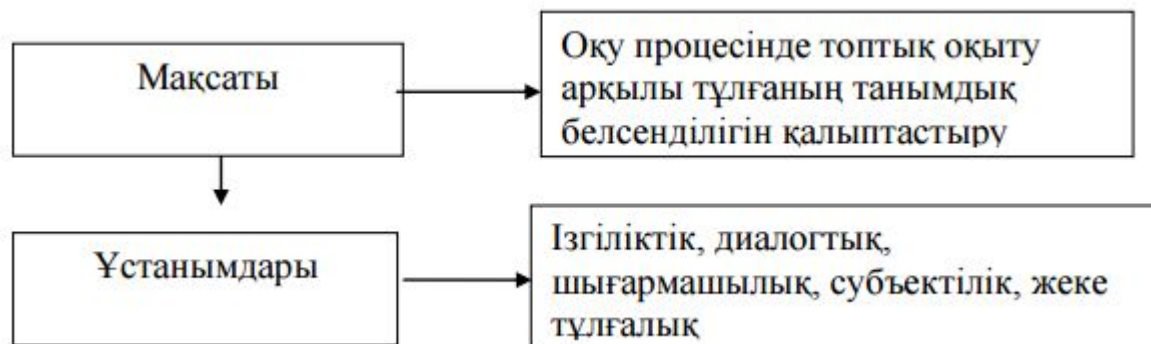 Мақсаты
Оқу процесінде топтық оқыту
арқылы тұлғаның танымдық
белсенділігін қалыптастыру
Ұстанымдары
Ізгіліктік, диалогтық,
шығармашылық, субъектілік, жеке
тұлғалық